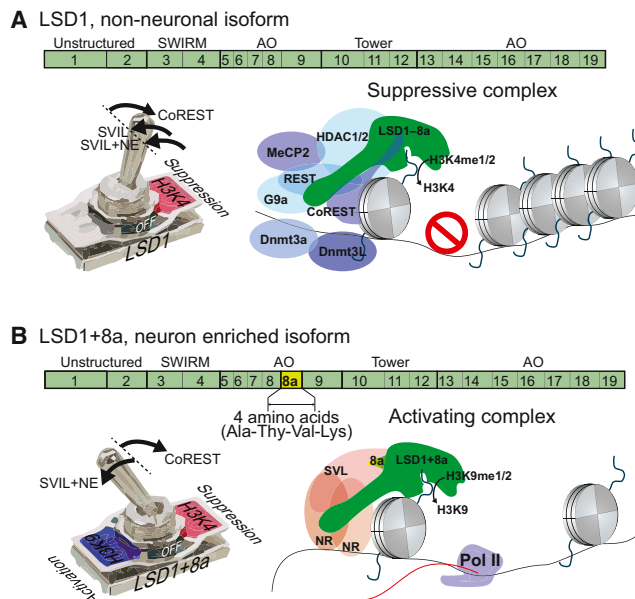 A LSD1, non-neuronal isoform
Unstructured SWIRM AO Tower AO
1 2 3 4 5 6 7 8 9 10 11 12 13 14 15 16 17 18 19
Suppressive complex
CoREST
SVIL
SVIL+NE
Suppression
H3K4
OFF
LSD1
HDAC1/2
LSD1–8a
MeCP2
H3K4me1/2
REST
H3K4
G9a
CoREST
Dnmt3a
Dnmt3L
B LSD1+8a, neuron enriched isoform
Unstructured SWIRM AO Tower AO
1 2 3 4 5 6 7 8 8a 9 10 11 12 13 14 15 16 17 18 19
4 amino acids
(Ala-Thy-Val-Lys)
Activating complex
CoREST
SVIL+NE
Suppression
H3K4
H3K9
OFF
Activation
LSD1+8a
8a
LSD1+8a
SVL
H3K9me1/2
H3K9
NR
NR
Pol II